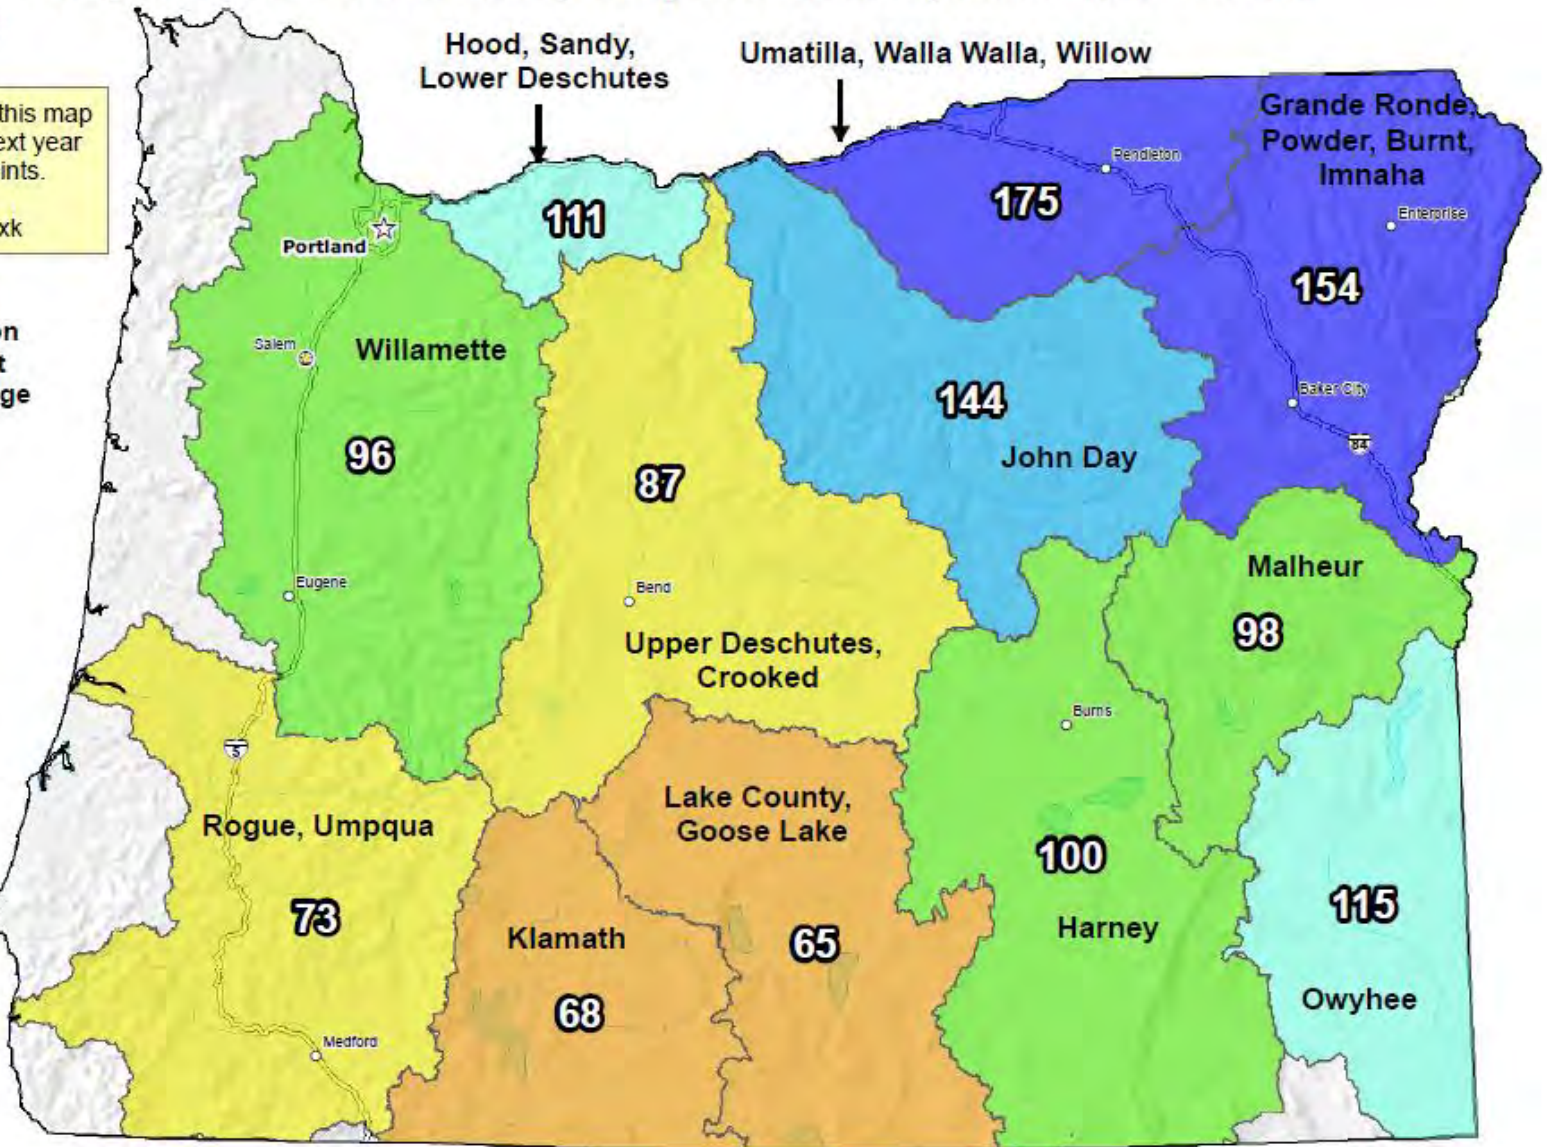 Hood, Sandy,
Lower Deschutes
Umatilla, Walla Walla, Willow
this map
ext year
ints.
xk
Grande Ronde,
Powder, Burnt,
Imnaha
Pendleton
175
Enterprise
111
Portland
154
on
t
ge
Salem
Willamette
144
Baker City
84
John Day
96
87
Eugene
Bend
Malheur
98
Upper Deschutes,
Crooked
Burns
5
Lake County,
Goose Lake
Rogue, Umpqua
100
73
Klamath
65
Harney
115
68
Owyhee
Medford